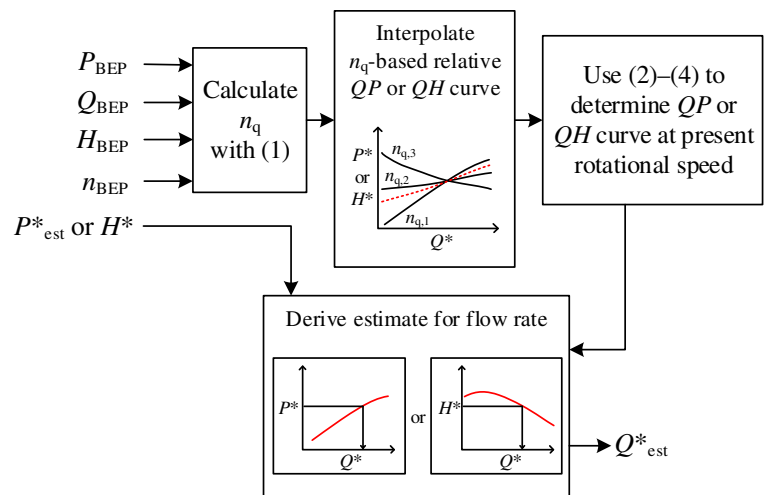 P_BEP
Q_BEP
H_BEP
n_BEP
P*_est or H*
Calculate
n_q
with (1)
Interpolate
n_q-based relative
QP or QH curve
P*
or
H*
n_q,3
n_q,2
n_q,1
Q*
Use (2)–(4) to
determine QP or
QH curve at present
rotational speed
Derive estimate for flow rate
P*
Q*
or
H*
Q*
Q*_est